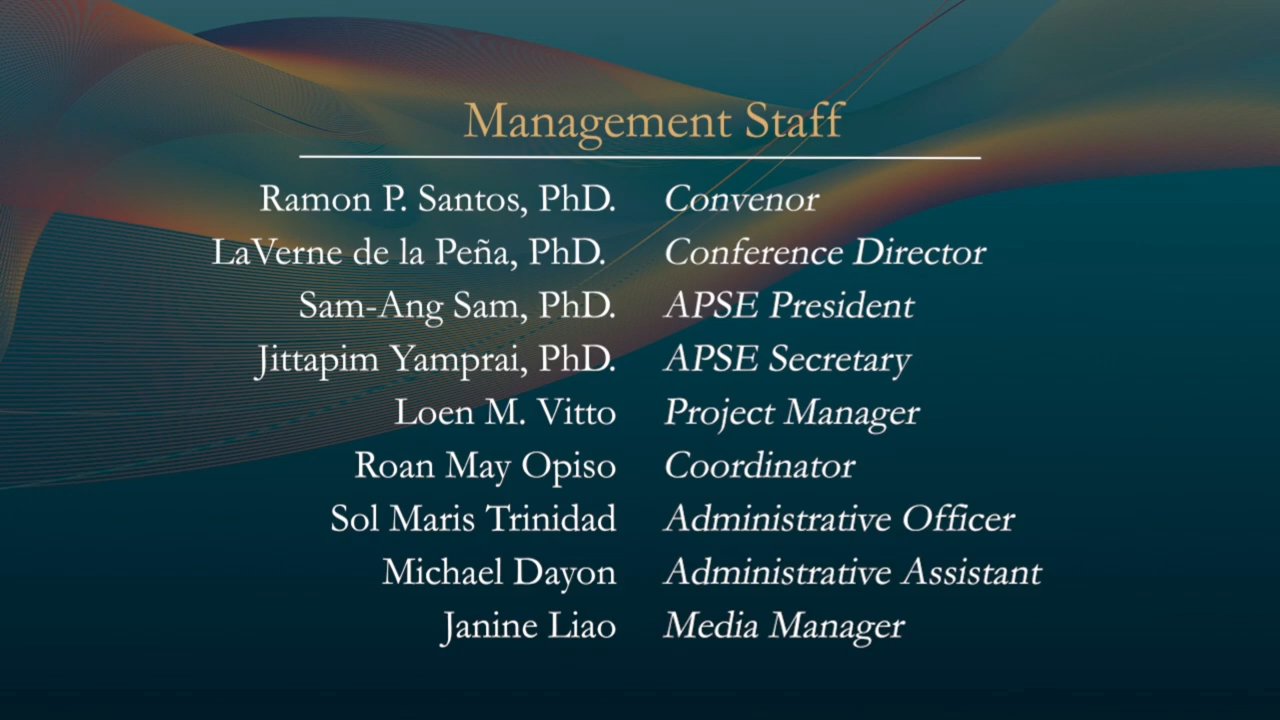 Management Staff
Ramon P. Santos, PhD. Convenor
LaVerne de la Peña, PhD. Conference Director
Sam-Ang Sam, PhD. APSE President
Jittapim Yamprai, PhD. APSE Secretary
Loen M. Vitto Project Manager
Roan May Opiso Coordinator
Sol Maris Trinidad Administrative Officer
Michael Dayon Administrative Assistant
Janine Liao Media Manager